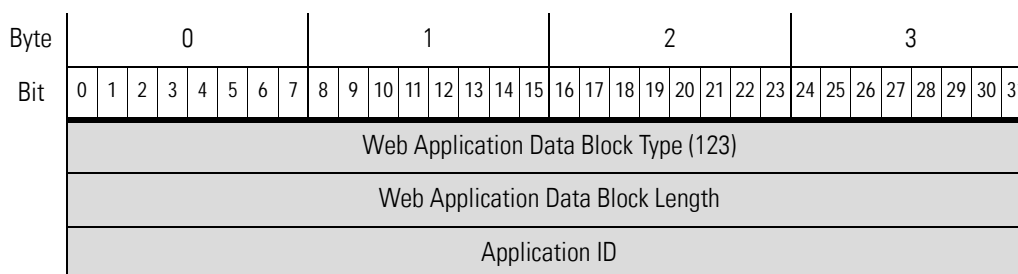 Byte 0 1 2 3
Bit 0 1 2 3 4 5 6 7 8 9 10 11 12 13 14 15 16 17 18 19 20 21 22 23 24 25 26 27 28 29 30 3
Web Application Data Block Type (123)
Web Application Data Block Length
Application ID